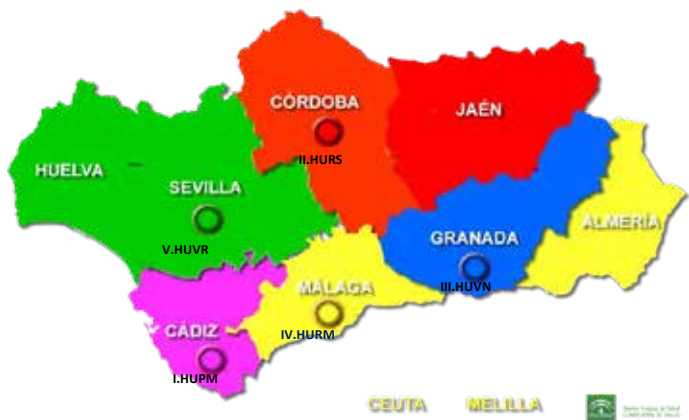 CÓRDOBA
JAÉN
II.HURS
HUELVA
SEVILLA
V.HUVR
GRANADA
ALMERÍA
III.HUVN
MÁLAGA
IV.HURM
CÁDIZ
I.HUPM
CEUTA MELILLA